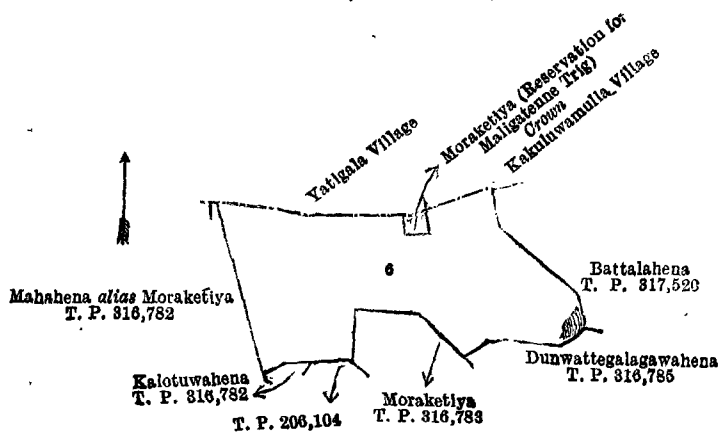 Moraketiya (Reservation for
Maligatenne Trig)
Crown
Kakuluwamulla Village
Yatigala Village
6
Mahahena alias Moraketiya
T. P. 316,782
Battalahena
T. P. 317,520
Dunwattegalagawahena
T. P. 316,785
Kalotuwahena
T. P. 316,782
T. P. 206,104
Moraketiya
T. P. 316,783